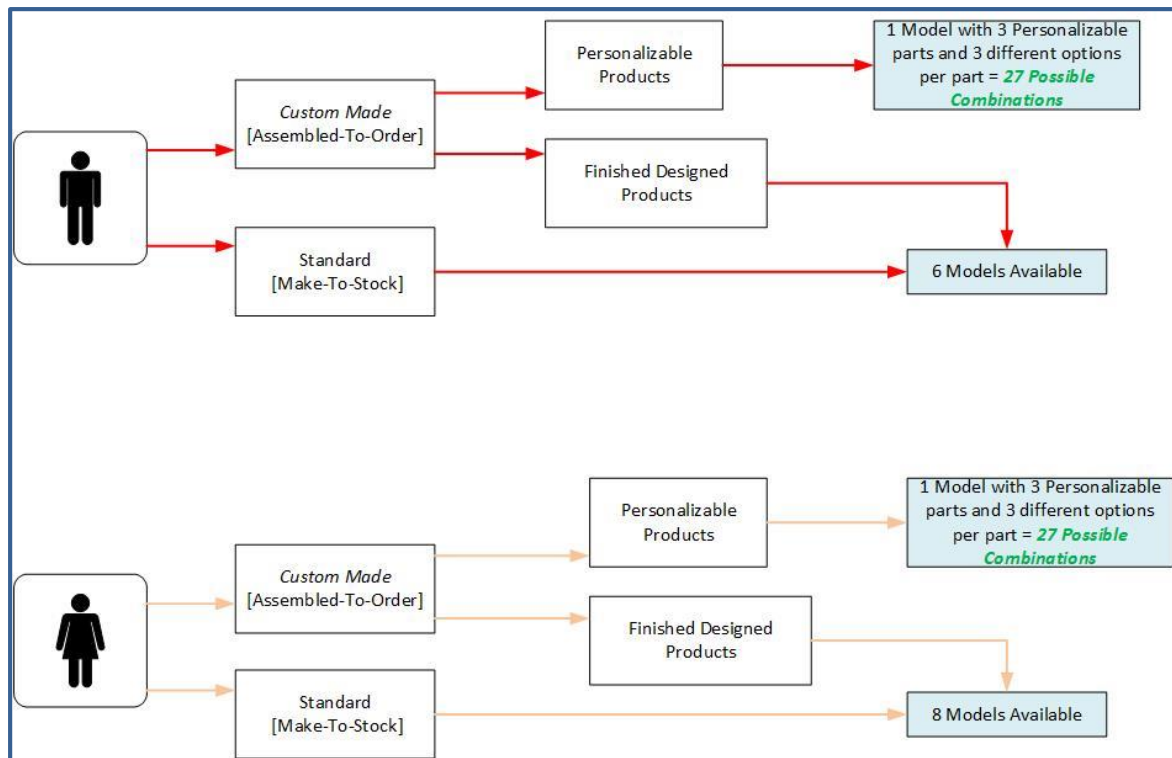 Personalizable
Products
1 Model with 3 Personalizable
parts and 3 different options
per part = 27 Possible
Combinations
Custom Made
[Assembled-To-Order]
Finished Designed
Products
Standard
[Make-To-Stock]
6 Models Available
Personalizable
Products
1 Model with 3 Personalizable
parts and 3 different options
per part = 27 Possible
Combinations
Custom Made
[Assembled-To-Order]
Finished Designed
Products
Standard
[Make-To-Stock]
8 Models Available